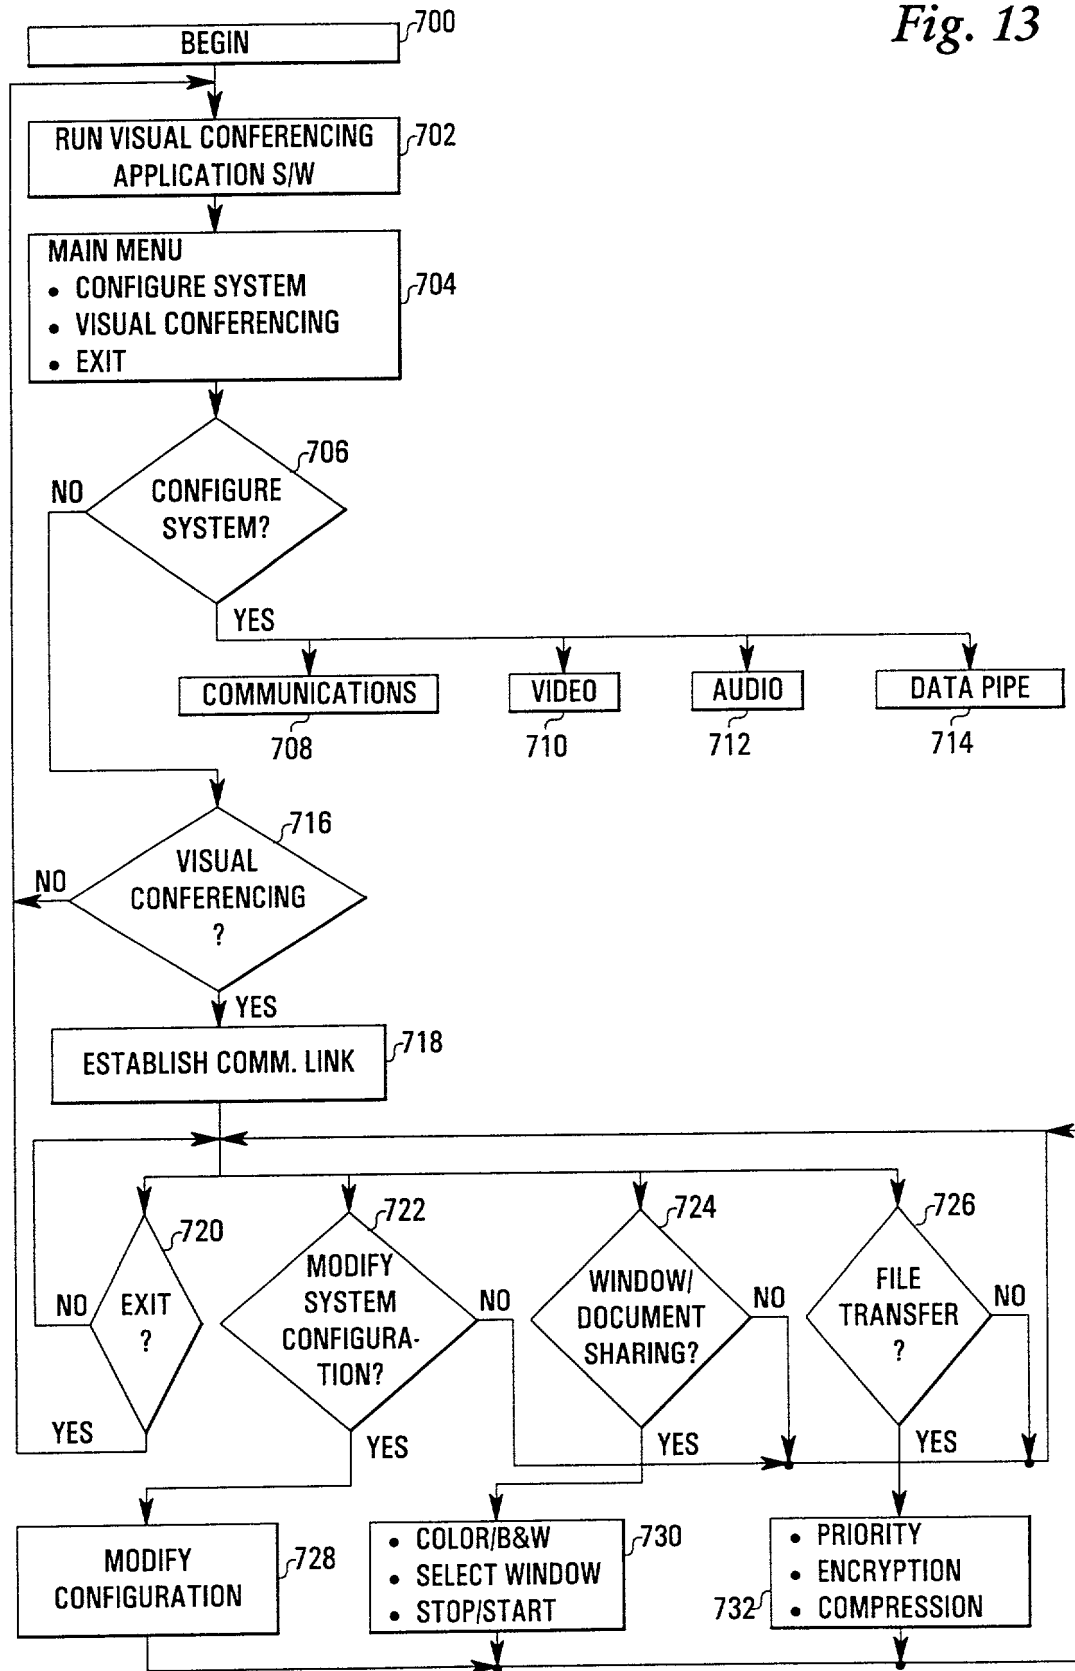 Fig. 13
BEGIN
700
RUN VISUAL CONFERENCING
APPLICATION S/W
702
MAIN MENU
• CONFIGURE SYSTEM
• VISUAL CONFERENCING
• EXIT
704
706
CONFIGURE
SYSTEM?
NO
YES
COMMUNICATIONS
VIDEO
AUDIO
DATA PIPE
708
710
712
714
716
VISUAL
CONFERENCING
?
NO
YES
ESTABLISH COMM. LINK
718
720
EXIT
?
NO
YES
722
MODIFY
SYSTEM
CONFIGURA-
TION?
NO
YES
724
WINDOW/
DOCUMENT
SHARING?
NO
YES
726
FILE
TRANSFER
?
NO
YES
MODIFY
CONFIGURATION
728
• COLOR/B&W
• SELECT WINDOW
• STOP/START
730
• PRIORITY
• ENCRYPTION
• COMPRESSION
732